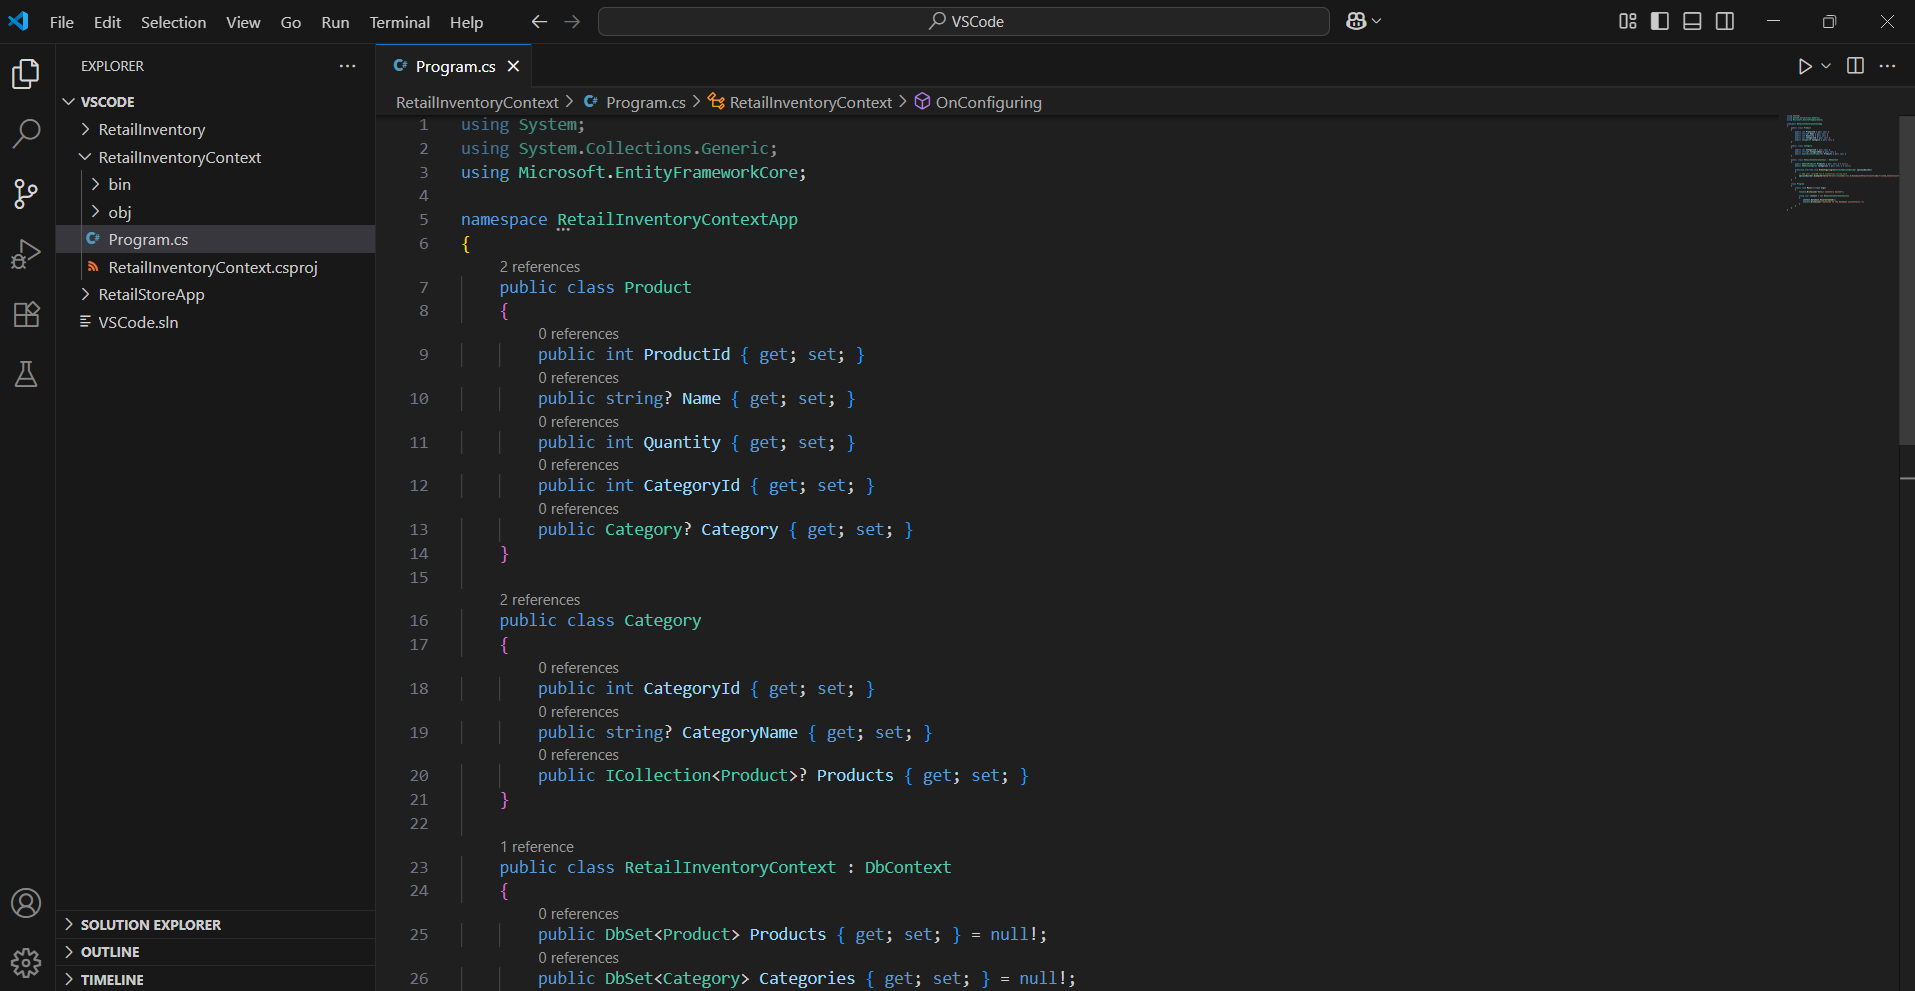 File Edit Selection View Go Run Terminal Help VSCode
EXPLORER
VSCODE
RetailInventory
RetailInventoryContext
bin
obj
Program.cs
RetailInventoryContext.csproj
RetailStoreApp
VSCode.sln
SOLUTION EXPLORER
OUTLINE
TIMELINE
C# Program.cs
RetailInventoryContext > C# Program.cs > RetailInventoryContext > OnConfiguring
1 using System;
2 using System.Collections.Generic;
3 using Microsoft.EntityFrameworkCore;
4
5 namespace RetailInventoryContextApp
6 {
2 references
7 public class Product
8 {
0 references
9 public int ProductId { get; set; }
0 references
10 public string? Name { get; set; }
0 references
11 public int Quantity { get; set; }
0 references
12 public int CategoryId { get; set; }
0 references
13 public Category? Category { get; set; }
14 }
15
2 references
16 public class Category
17 {
0 references
18 public int CategoryId { get; set; }
0 references
19 public string? CategoryName { get; set; }
0 references
20 public ICollection<Product>? Products { get; set; }
21 }
22
1 reference
23 public class RetailInventoryContext : DbContext
24 {
0 references
25 public DbSet<Product> Products { get; set; } = null!;
0 references
26 public DbSet<Category> Categories { get; set; } = null!;